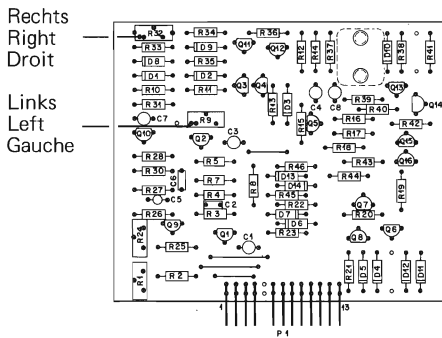 Rechts
Right
Droit
Links
Left
Gauche
R32
R34
R36
R33
D9
Q11
Q12
R12
R14
R37
D10
R38
R41
D8
R35
D1
D2
R10
R11
Q3
Q4
R13
D3
C4
C8
Q13
R39
R40
Q14
R31
C7
R9
R15
Q5
R16
R42
Q10
Q2
C3
R17
Q15
R18
R28
R5
Q16
R30
C6
R7
R8
R46
D13
R43
R44
D14
R27
R4
R45
R19
C5
C2
R22
Q7
R26
R3
D7
R20
R24
Q9
Q1
D6
R23
Q8
Q6
R25
C1
R1
R2
R21
D5
D4
D12
D11
1
13
P1